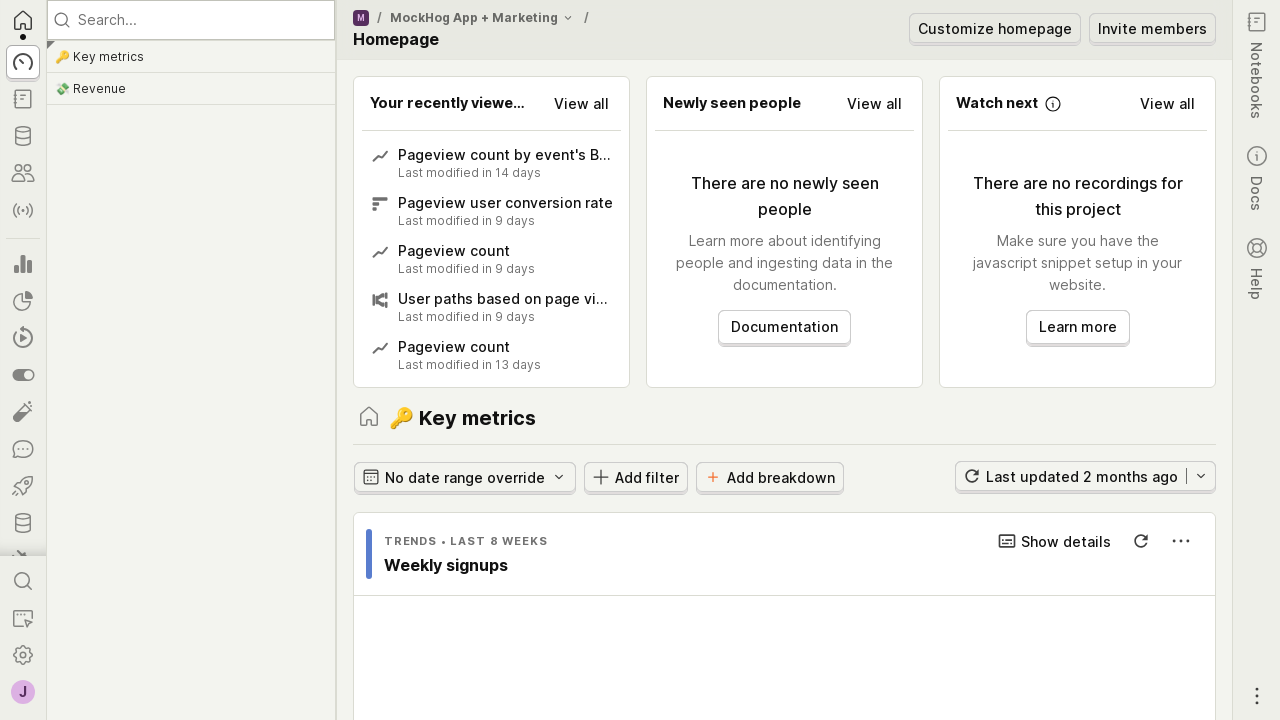 Search...
🔑 Key metrics
💸 Revenue
M / MockHog App + Marketing /
Homepage
Customize homepage
Invite members
Your recently viewe...
View all
Pageview count by event's B...
Last modified in 14 days
Pageview user conversion rate
Last modified in 9 days
Pageview count
Last modified in 9 days
User paths based on page vi...
Last modified in 9 days
Pageview count
Last modified in 13 days
Newly seen people
View all
There are no newly seen
people
Learn more about identifying
people and ingesting data in the
documentation.
Documentation
Watch next
View all
There are no recordings for
this project
Make sure you have the
javascript snippet setup in your
website.
Learn more
🔑 Key metrics
No date range override
Add filter
Add breakdown
Last updated 2 months ago
TRENDS • LAST 8 WEEKS
Weekly signups
Show details
J
Notebooks
Docs
Help